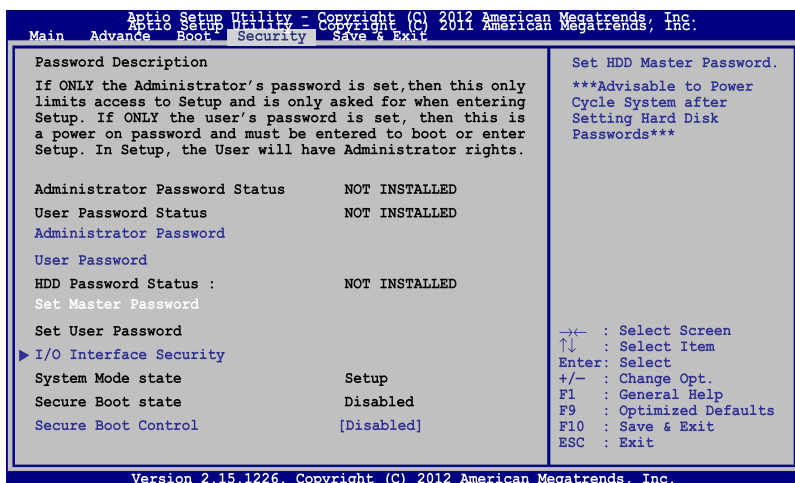 Aptio Setup Utility - Copyright (C) 2012 American Megatrends, Inc.
Aptio Setup Utility - Copyright (C) 2011 American Megatrends, Inc.
Main Advance Boot Security Save & Exit
Password Description
If ONLY the Administrator's password is set,then this only
limits access to Setup and is only asked for when entering
Setup. If ONLY the user's password is set, then this is
a power on password and must be entered to boot or enter
Setup. In Setup, the User will have Administrator rights.
Administrator Password Status NOT INSTALLED
User Password Status NOT INSTALLED
Administrator Password
User Password
HDD Password Status : NOT INSTALLED
Set Master Password
Set User Password
I/O Interface Security
System Mode state Setup
Secure Boot state Disabled
Secure Boot Control [Disabled]
Set HDD Master Password.
***Advisable to Power
Cycle System after
Setting Hard Disk
Passwords***
→← : Select Screen
↑↓ : Select Item
Enter: Select
+/— : Change Opt.
F1 : General Help
F9 : Optimized Defaults
F10 : Save & Exit
ESC : Exit
Version 2.15.1226. Copyright (C) 2012 American Megatrends, Inc.